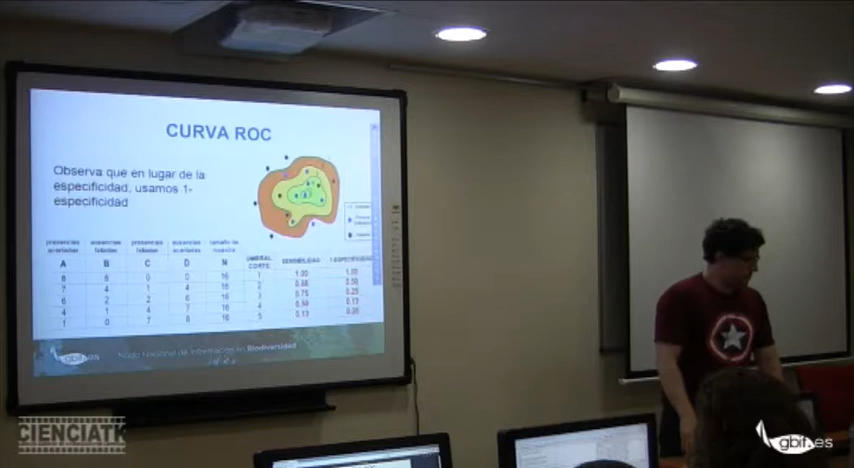 CURVA ROC
Observa que en lugar de la
especificidad, usamos 1-
especificidad
presencias acertadas ausencias falladas presencias falladas ausencias acertadas tamaño de muestra
A B C D N UMBRAL CORTE SENSIBILIDAD 1-ESPECIFICIDAD
8 8 0 0 16 1 1.00 1.00
7 4 1 4 16 2 0.88 0.50
6 2 2 6 16 3 0.75 0.25
4 1 4 7 16 4 0.50 0.13
1 0 7 8 16 5 0.13 0.00
gbif.es Nodo Nacional de Información en Biodiversidad
CIENCIATK
gbif.es